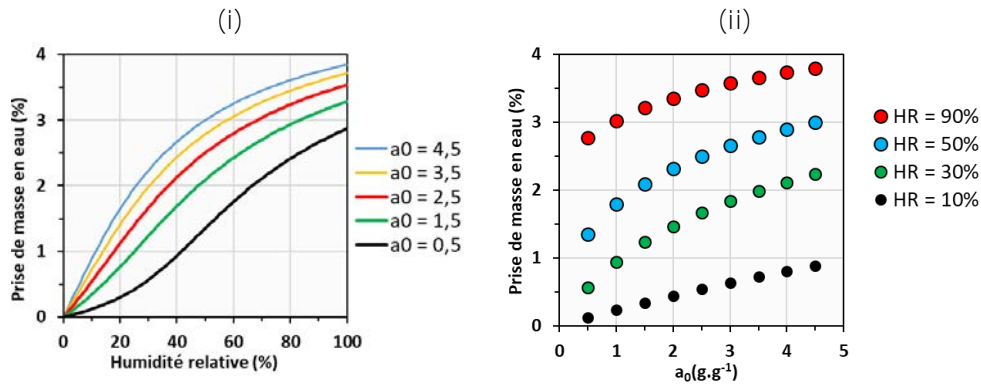 (i)
Prise de masse en eau (%)
4
3
2
1
0
0 20 40 60 80 100
Humidité relative (%)
a0 = 4,5
a0 = 3,5
a0 = 2,5
a0 = 1,5
a0 = 0,5
(ii)
Prise de masse en eau (%)
4
3
2
1
0
0 1 2 3 4 5
a₀(g.g⁻¹)
HR = 90%
HR = 50%
HR = 30%
HR = 10%